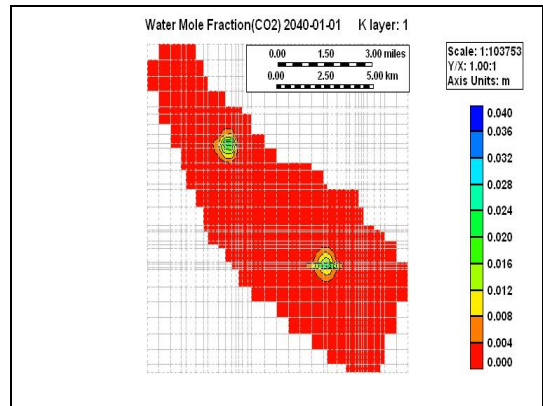 Water Mole Fraction(CO2) 2040-01-01 K layer: 1
0.00 1.50 3.00 miles
0.00 2.50 5.00 km
Scale: 1:103753
Y/X: 1.00:1
Axis Units: m
0.040
0.036
0.032
0.028
0.024
0.020
0.016
0.012
0.008
0.004
0.000